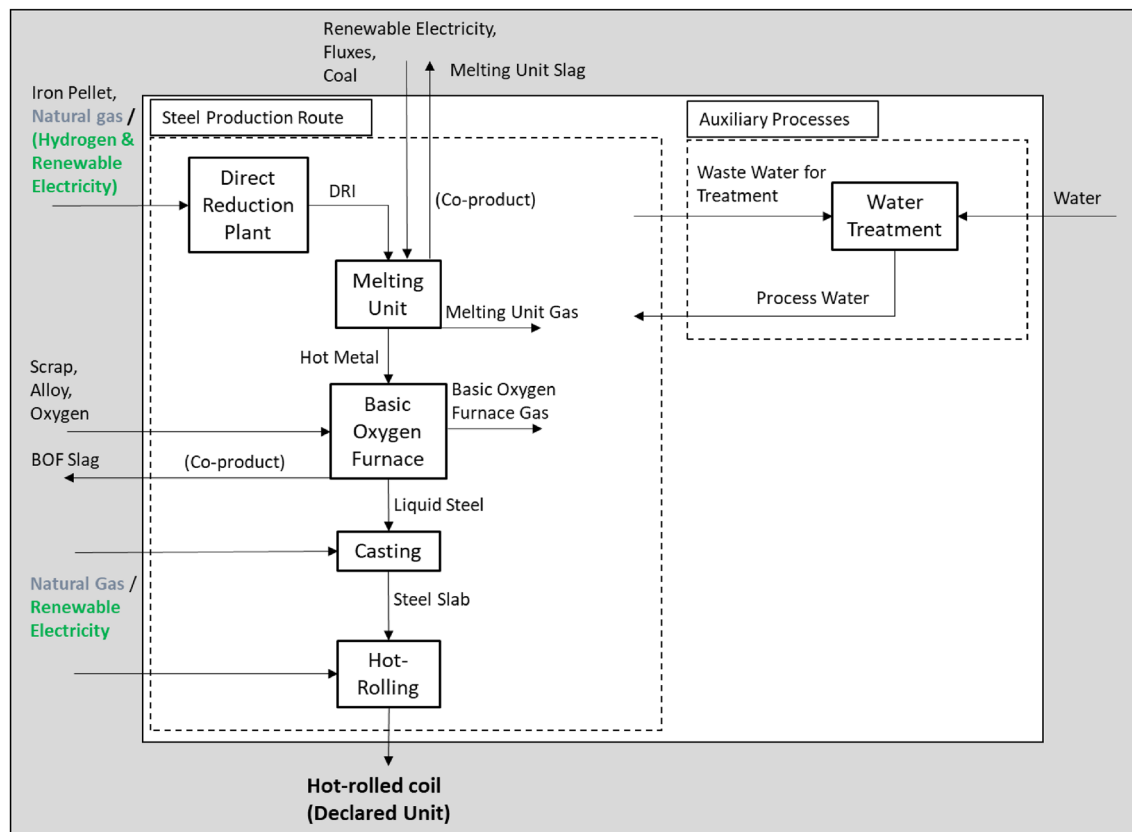 Renewable Electricity,
Fluxes,
Coal
Melting Unit Slag
Iron Pellet,
Natural gas /
(Hydrogen &
Renewable
Electricity)
Steel Production Route
Auxiliary Processes
Direct
Reduction
Plant
DRI
(Co-product)
Waste Water for
Treatment
Water
Treatment
Water
Melting
Unit
Process Water
Melting Unit Gas
Hot Metal
Scrap,
Alloy,
Oxygen
Basic
Oxygen
Furnace
Basic Oxygen
Furnace Gas
BOF Slag
(Co-product)
Liquid Steel
Casting
Natural Gas /
Renewable
Electricity
Steel Slab
Hot-
Rolling
Hot-rolled coil
(Declared Unit)